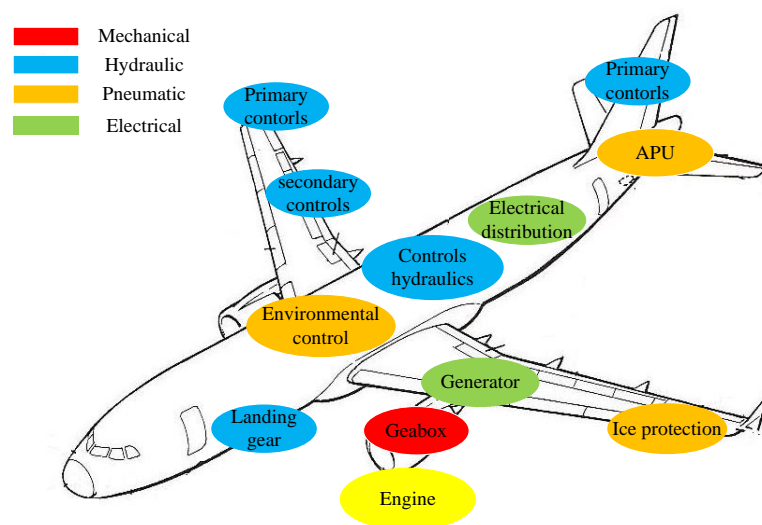 Mechanical
Hydraulic
Pneumatic
Electrical
Primary
contorls
Primary
contorls
APU
secondary
controls
Electrical
distribution
Controls
hydraulics
Environmental
control
Generator
Landing
gear
Geabox
Ice protection
Engine